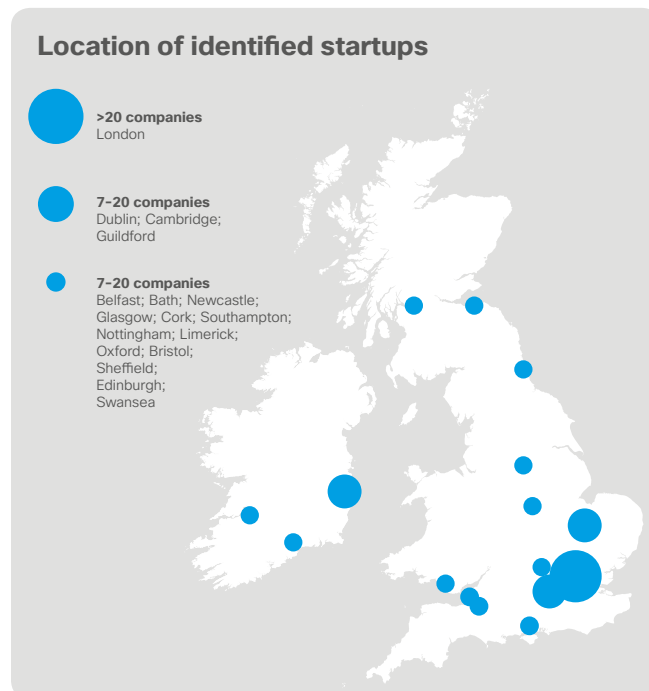 Location of identified startups
>20 companies
London
7-20 companies
Dublin; Cambridge;
Guildford
7-20 companies
Belfast; Bath; Newcastle;
Glasgow; Cork; Southampton;
Nottingham; Limerick;
Oxford; Bristol;
Sheffield;
Edinburgh;
Swansea